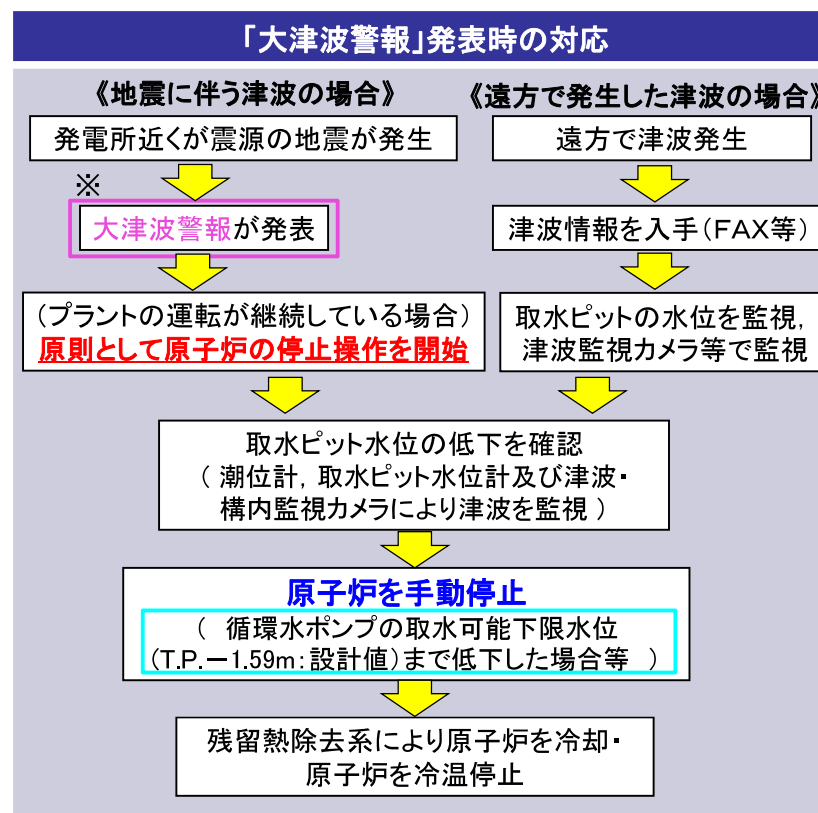 「大津波警報」発表時の対応
《地震に伴う津波の場合》
発電所近くが震源の地震が発生
※
大津波警報が発表
(プラントの運転が継続している場合)
原則として原子炉の停止操作を開始
《遠方で発生した津波の場合》
遠方で津波発生
津波情報を入手(FAX等)
取水ピットの水位を監視,
津波監視カメラ等で監視
取水ピット水位の低下を確認
(潮位計,取水ピット水位計及び津波・
構内監視カメラにより津波を監視)
原子炉を手動停止
( 循環水ポンプの取水可能下限水位
(T.P.-1.59m:設計値)まで低下した場合等 )
残留熱除去系により原子炉を冷却・
原子炉を冷温停止